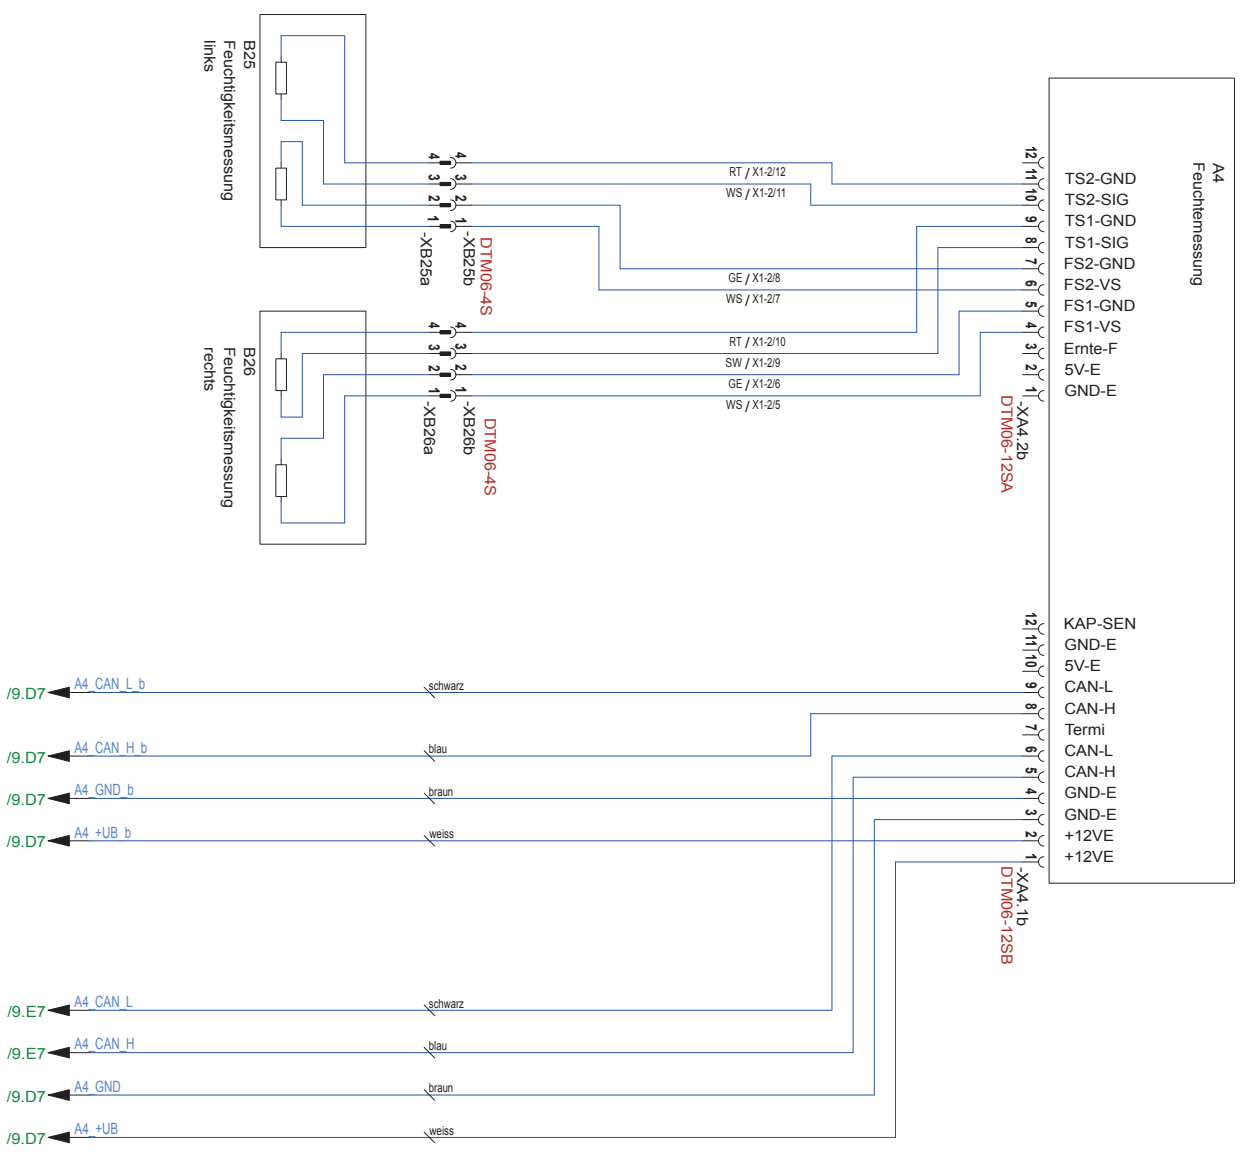 B25
Feuchtigkeitsmessung
links
4
3
2
1
4
3
2
1
-XB25a
-XB25b
DTM06-4S
B26
Feuchtigkeitsmessung
rechts
4
3
2
1
4
3
2
1
-XB26a
-XB26b
DTM06-4S
RT / X1-2/12
WS / X1-2/11
GE / X1-2/8
WS / X1-2/7
RT / X1-2/10
SW / X1-2/9
GE / X1-2/6
WS / X1-2/5
A4
Feuchtemessung
12
11 TS2-GND
10 TS2-SIG
9 TS1-GND
8 TS1-SIG
7 FS2-GND
6 FS2-VS
5 FS1-GND
4 FS1-VS
3 Ernte-F
2 5V-E
1 GND-E
-XA4.2b
DTM06-12SA
12 KAP-SEN
11 GND-E
10 5V-E
9 CAN-L
8 CAN-H
7 Termi
6 CAN-L
5 CAN-H
4 GND-E
3 GND-E
2 +12VE
1 +12VE
-XA4.1b
DTM06-12SB
/9.D7 A4_CAN_L_b schwarz
/9.D7 A4_CAN_H_b blau
/9.D7 A4_GND_b braun
/9.D7 A4_+UB_b weiss
/9.E7 A4_CAN_L schwarz
/9.E7 A4_CAN_H blau
/9.D7 A4_GND braun
/9.D7 A4_+UB weiss